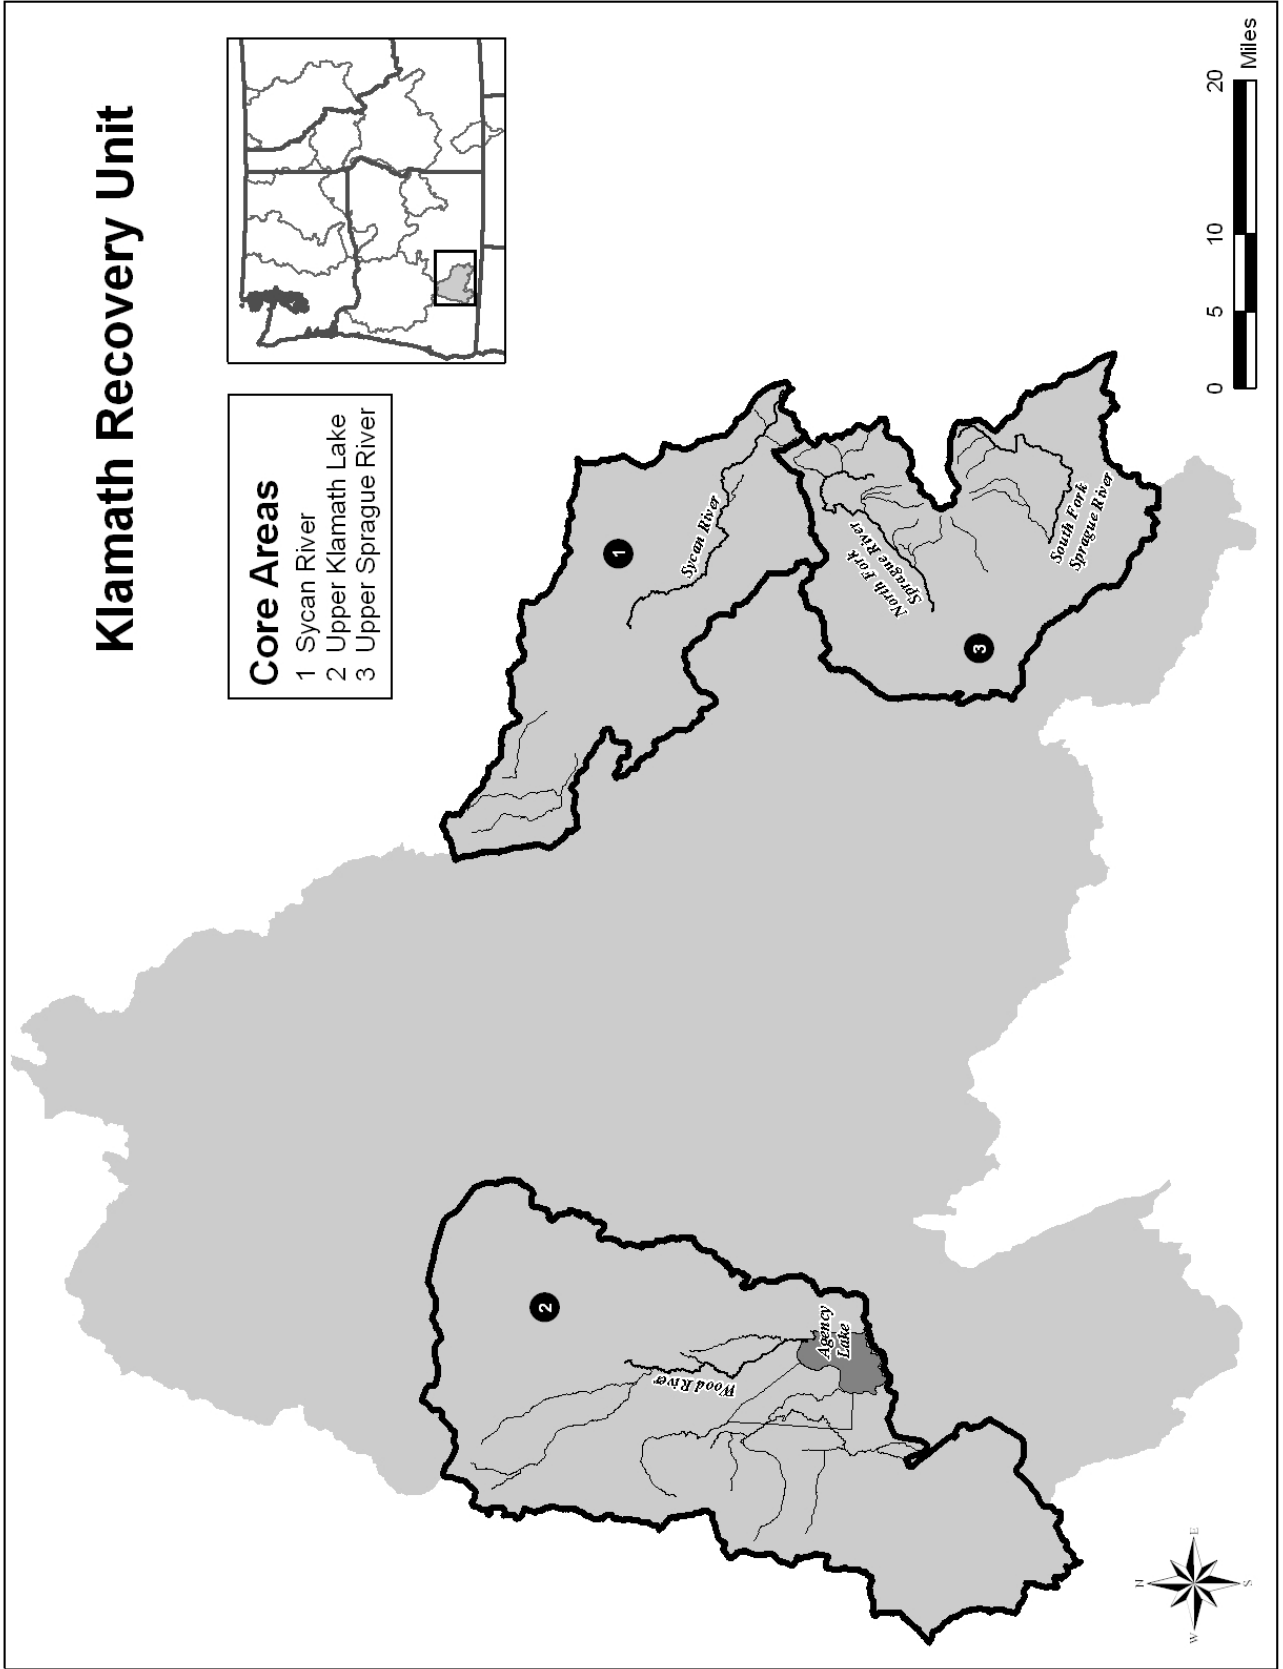 Klamath Recovery Unit
Core Areas
1 Sycan River
2 Upper Klamath Lake
3 Upper Sprague River
1
Sycan River
2
Wood River
Agency
Lake
North Fork
Sprague River
3
South Fork
Sprague River
N
W
E
S
0 5 10 20
Miles